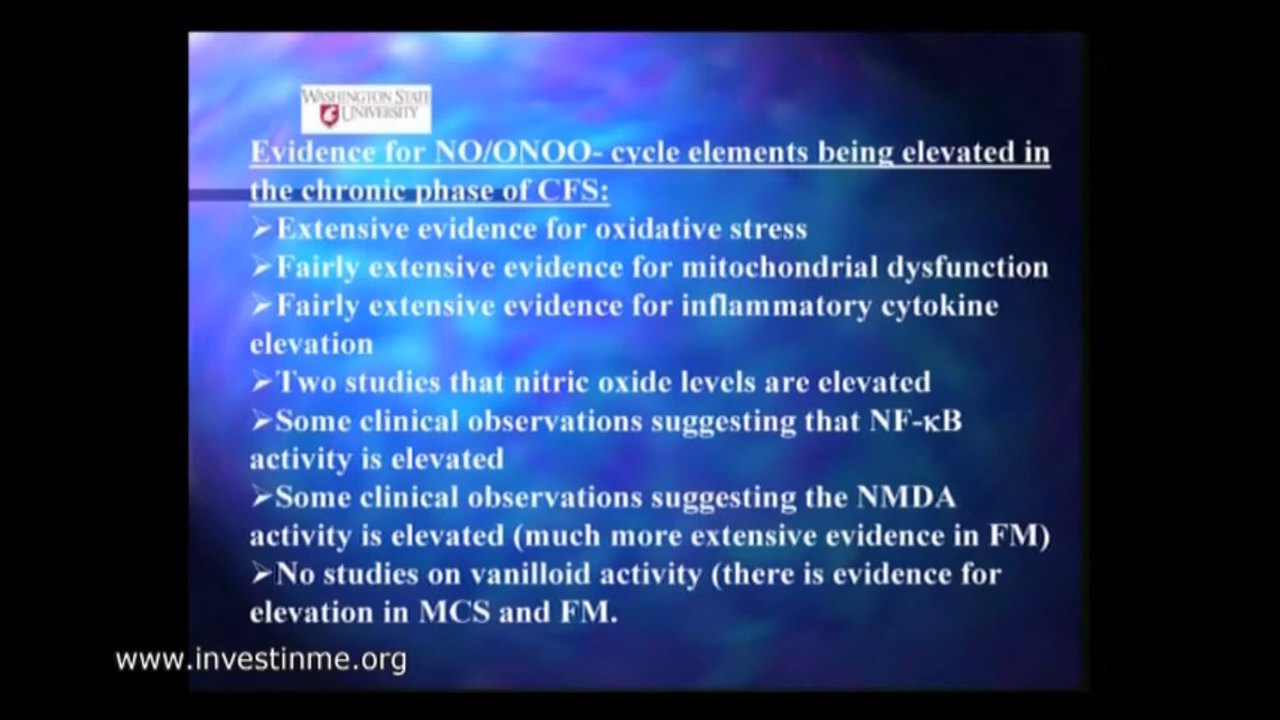 WASHINGTON STATE
UNIVERSITY
Evidence for NO/ONOO- cycle elements being elevated in
the chronic phase of CFS:
➢Extensive evidence for oxidative stress
➢Fairly extensive evidence for mitochondrial dysfunction
➢Fairly extensive evidence for inflammatory cytokine
elevation
➢Two studies that nitric oxide levels are elevated
➢Some clinical observations suggesting that NF-κB
activity is elevated
➢Some clinical observations suggesting the NMDA
activity is elevated (much more extensive evidence in FM)
➢No studies on vanilloid activity (there is evidence for
elevation in MCS and FM.
www.investinme.org